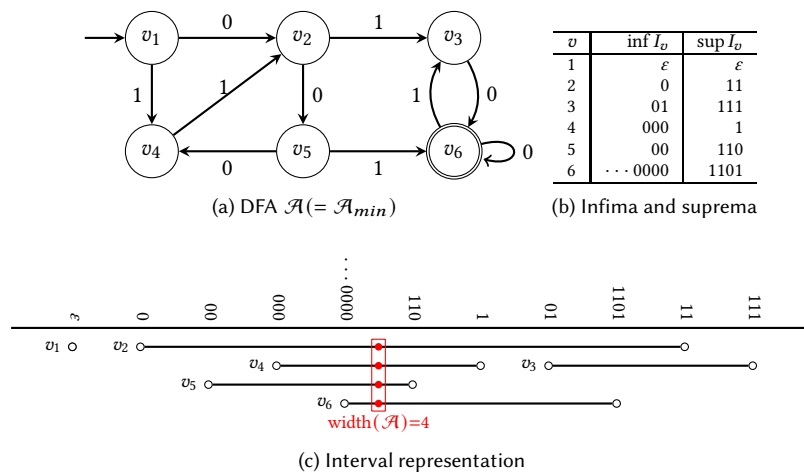 0 1
v₁ v₂ v₃
1 1 0 1 0
v₄ v₅ v₆ 0
0 1
(a) DFA 𝒜(= 𝒜ₘᵢₙ)
v inf Iᵥ sup Iᵥ
1 ε ε
2 0 11
3 01 111
4 000 1
5 00 110
6 ⋯0000 1101
(b) Infima and suprema
ε 0 00 000 ⋯0000 110 1 01 1101 11 111
v₁ v₂
v₄ v₃
v₅
v₆
width(𝒜)=4
(c) Interval representation